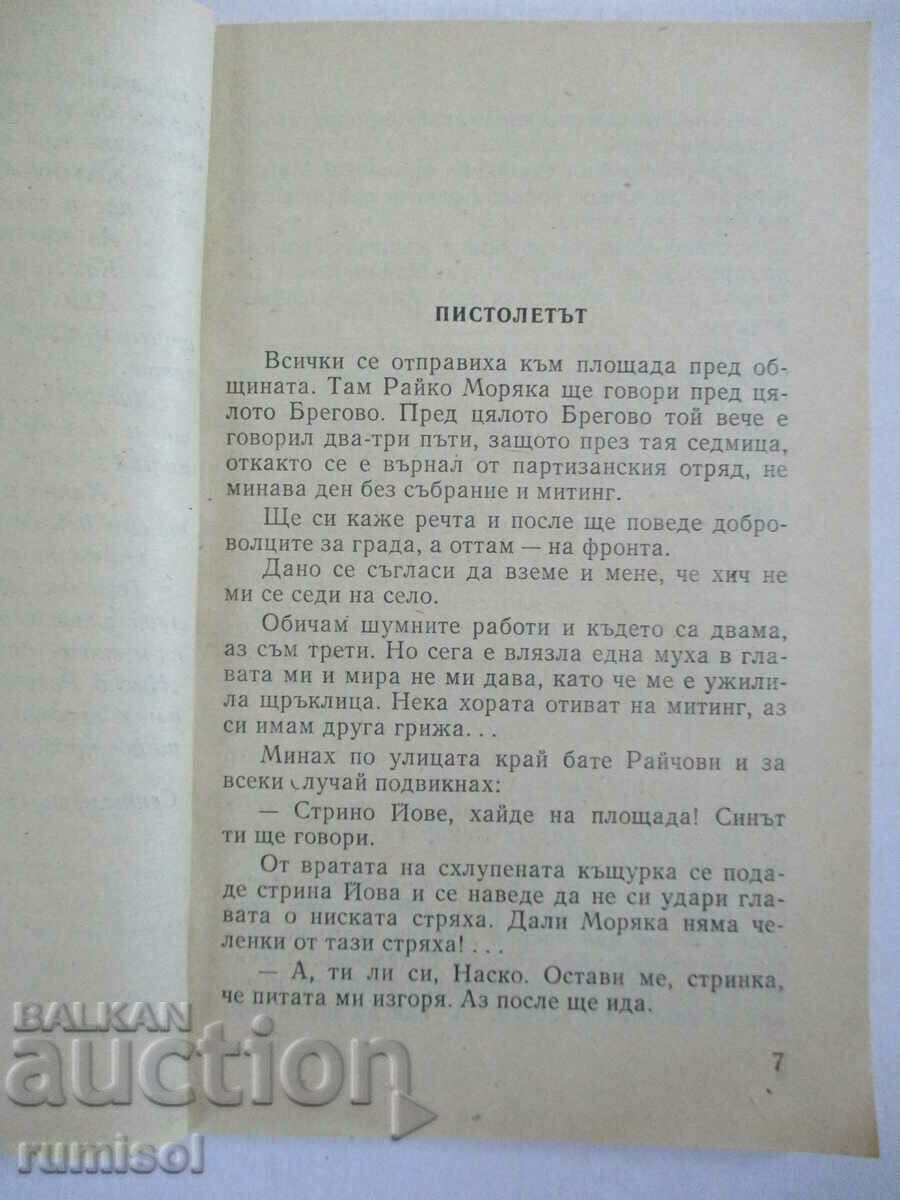 ПИСТОЛЕТЪТ
Всички се отправиха към площада пред об-
щината. Там Райко Моряка ще говори пред ця-
лото Брегово. Пред цялото Брегово той вече е
говорил два-три пъти, защото през тая седмица,
откакто се е върнал от партизанския отряд, не
минава ден без събрание и митинг.
Ще си каже речта и после ще поведе добро-
волците за града, а оттам — на фронта.
Дано се съгласи да вземе и мене, че хич не
ми се седи на село.
Обичам шумните работи и където са двама,
аз съм трети. Но сега е влязла една муха в гла-
вата ми и мира не ми дава, като че ме е ужили-
ла щръклица. Нека хората отиват на митинг, аз
си имам друга грижа...
Минах по улицата край бате Райчови и за
всеки случай подвикнах:
— Стрино Йове, хайде на площада! Синът
ти ще говори.
От вратата на схлупената къщурка се пода-
де стрина Йова и се наведе да не си удари гла-
вата о ниската стряха. Дали Моряка няма че-
ленки от тази стряха!...
— А, ти ли си, Наско. Остави ме, стринка,
че питата ми изгоря. Аз после ще ида.
7
BALKAN
auction
rumisol